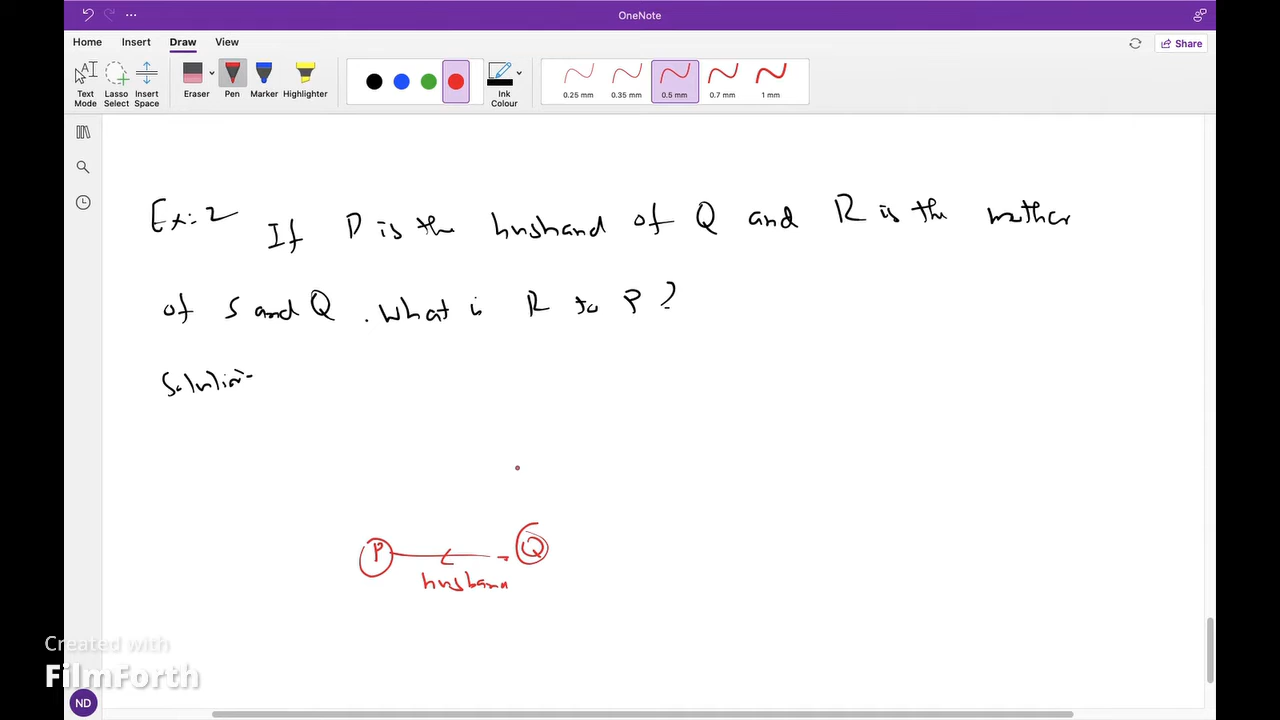 OneNote
Home Insert Draw View
Share
Text Mode Lasso Select Insert Space Eraser Pen Marker Highlighter Ink Colour 0.25 mm 0.35 mm 0.5 mm 0.7 mm 1 mm
Ex:-2 If P is the husband of Q and R is the mother
of S and Q . What is R to P ?
Solution:-
P Q
husband
Created with
FilmForth
ND